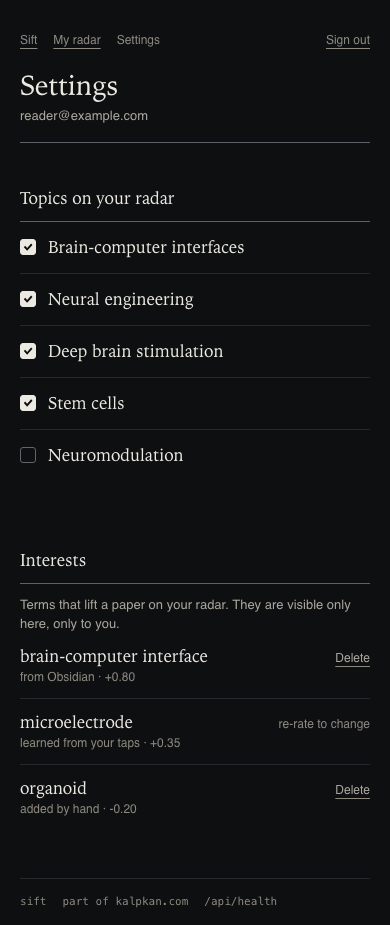 Sift My radar Settings Sign out
Settings
reader@example.com
Topics on your radar
Brain-computer interfaces
Neural engineering
Deep brain stimulation
Stem cells
Neuromodulation
Interests
Terms that lift a paper on your radar. They are visible only
here, only to you.
brain-computer interface Delete
from Obsidian · +0.80
microelectrode re-rate to change
learned from your taps · +0.35
organoid Delete
added by hand · -0.20
sift part of kalpkan.com /api/health